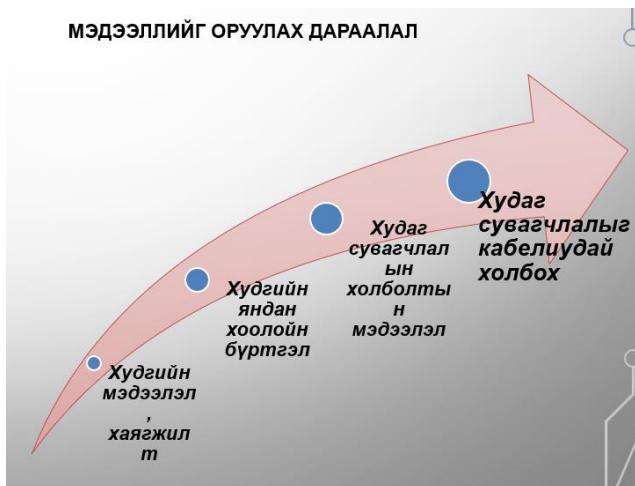 МЭДЭЭЛЛИЙГ ОРУУЛАХ ДАРААЛАЛ
Худгийн
мэдээлэл
,
хаягжил
т
Худгийн
яндан
хоолойн
бүртгэл
Худаг
сувагчлал
ын
холболты
н
мэдээлэл
Худаг
сувагчлалыг
кабелиудай
холбох